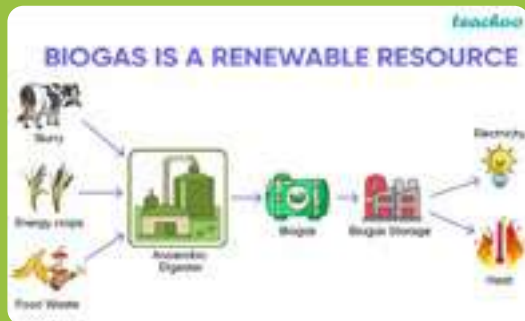 teachoo
BIOGAS IS A RENEWABLE RESOURCE
Slurry
Electricity
Energy crops
Anaerobic
Digester
Biogas
Biogas Storage
Food Waste
Heat